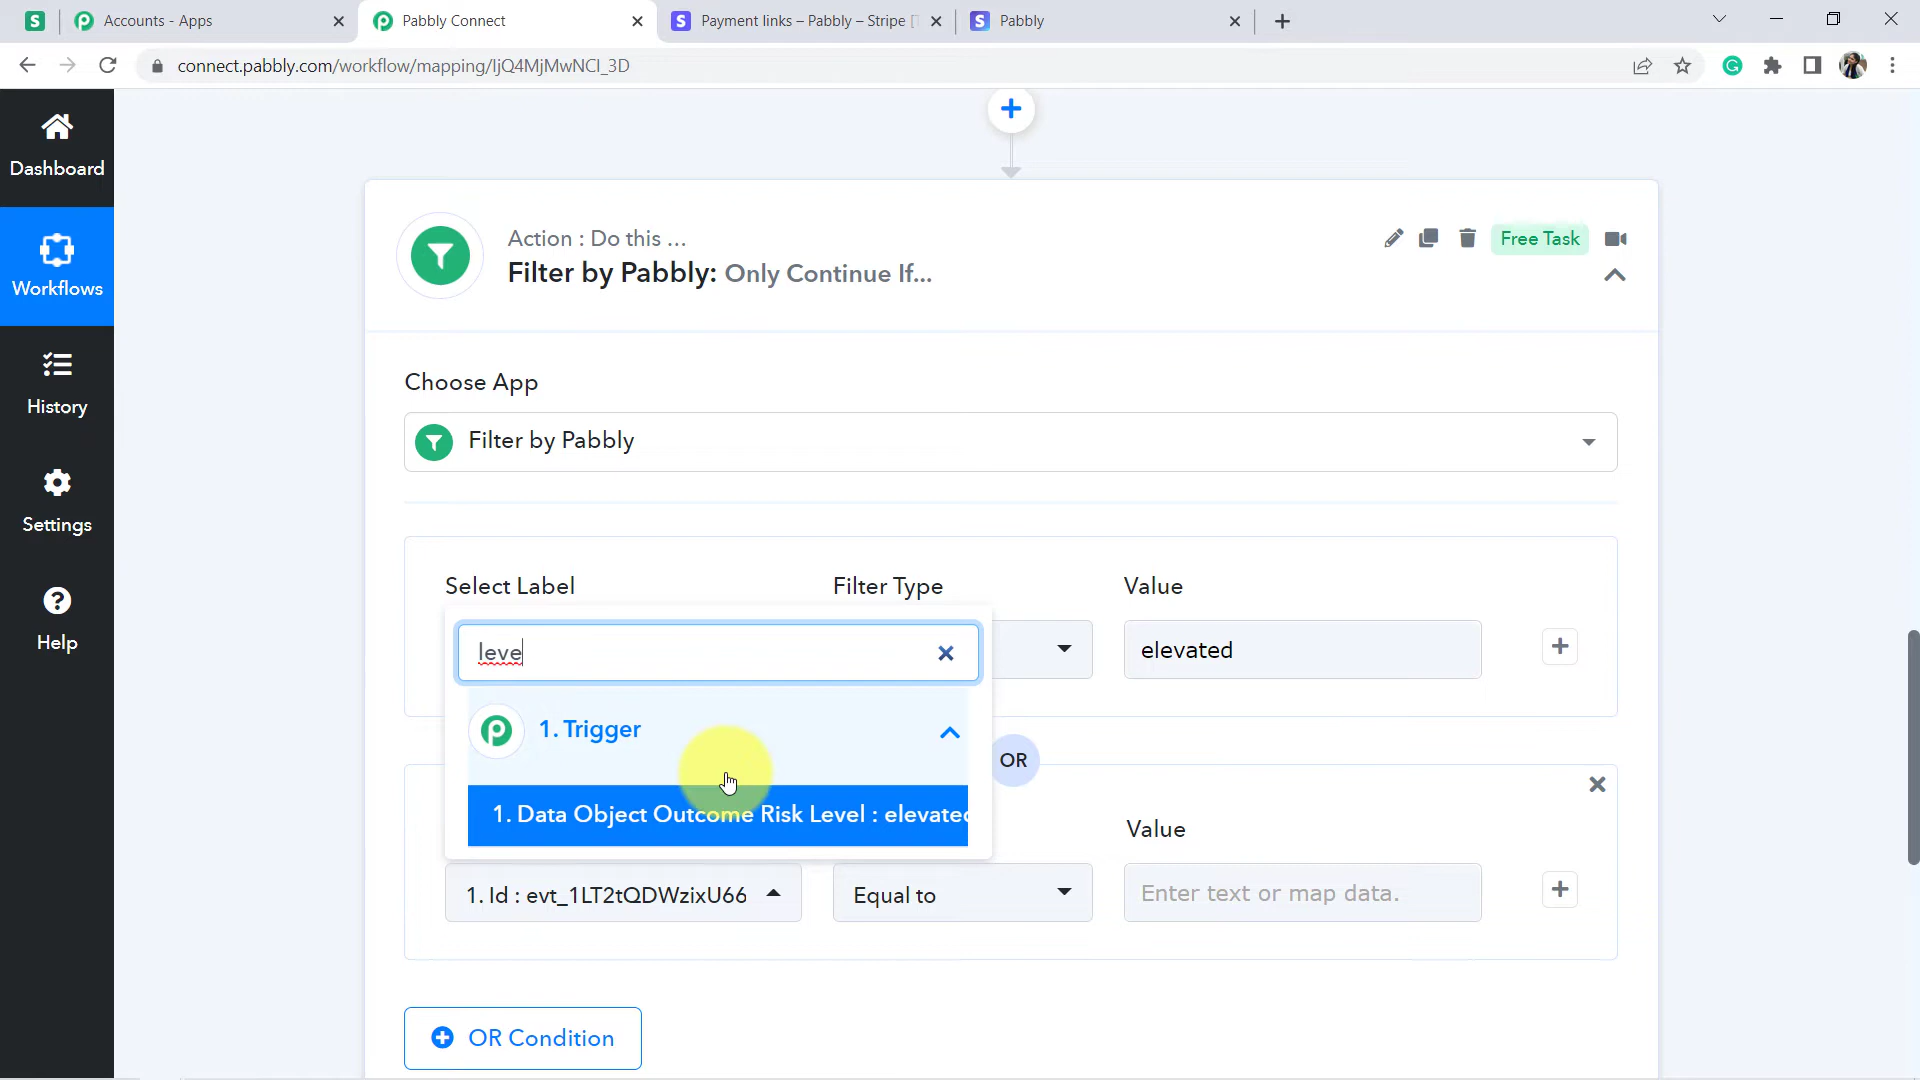 S
Accounts - Apps
Pabbly Connect
S Payment links – Pabbly – Stripe [
S Pabbly
connect.pabbly.com/workflow/mapping/IjQ4MjMwNCI_3D
Dashboard
Workflows
History
Settings
Help
Action : Do this ...
Filter by Pabbly: Only Continue If...
Free Task
Choose App
Filter by Pabbly
Select Label
Filter Type
Value
leve
elevated
1. Trigger
1. Data Object Outcome Risk Level : elevated
OR
Value
1. Id : evt_1LT2tQDWzixU66
Equal to
Enter text or map data.
OR Condition